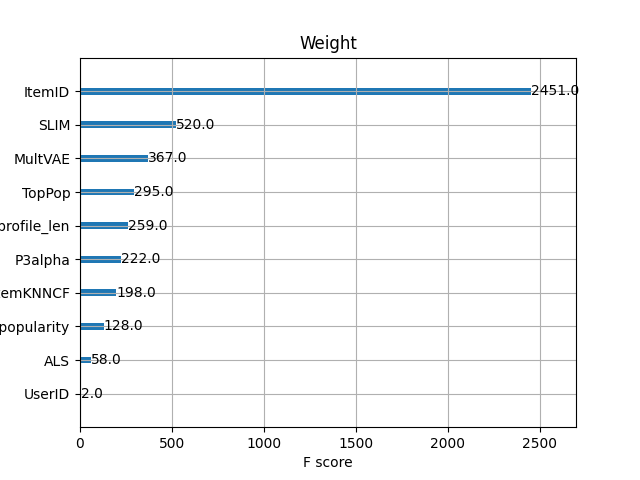 Weight
ItemID 2451.0
SLIM 520.0
MultVAE 367.0
TopPop 295.0
profile_len 259.0
P3alpha 222.0
emKNNCF 198.0
popularity 128.0
ALS 58.0
UserID 2.0
0 500 1000 1500 2000 2500
F score